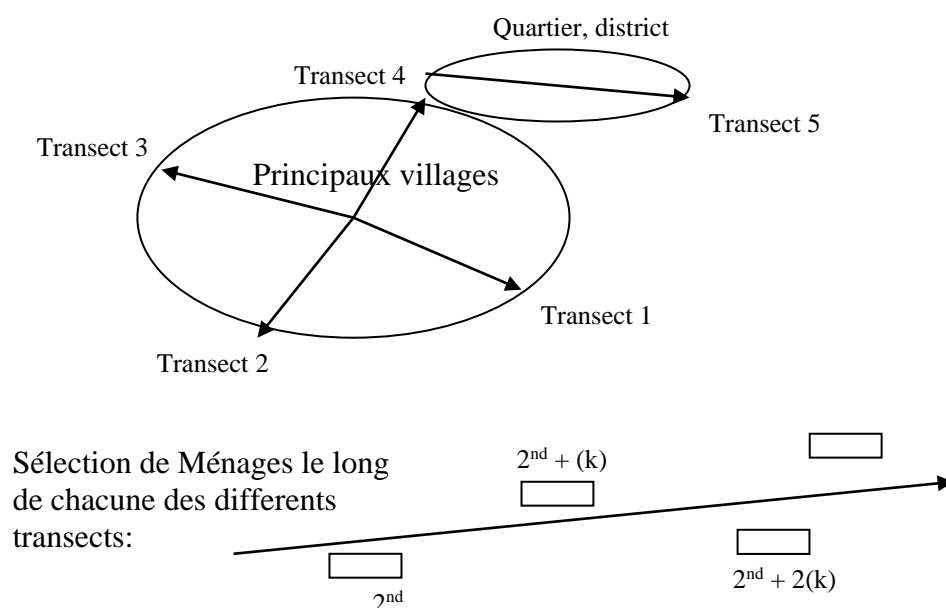 Quartier, district
Transect 4
Transect 5
Transect 3
Principaux villages
Transect 1
Transect 2
Sélection de Ménages le long
de chacune des differents
transects:
2nd + (k)
2nd
2nd + 2(k)